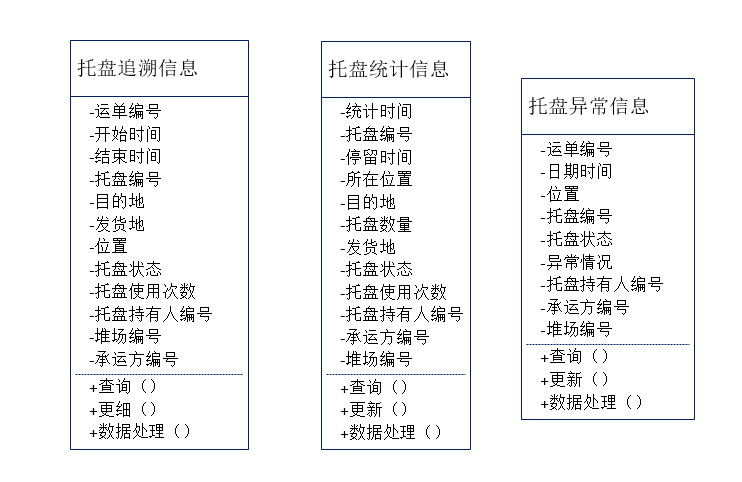 托盘追溯信息
-运单编号
-开始时间
-结束时间
-托盘编号
-目的地
-发货地
-位置
-托盘状态
-托盘使用次数
-托盘持有人编号
-堆场编号
-承运方编号
+查询（）
+更细（）
+数据处理（）
托盘统计信息
-统计时间
-托盘编号
-停留时间
-所在位置
-目的地
-托盘数量
-发货地
-托盘状态
-托盘使用次数
-托盘持有人编号
-承运方编号
-堆场编号
+查询（）
+更新（）
+数据处理（）
托盘异常信息
-运单编号
-日期时间
-位置
-托盘编号
-托盘状态
-异常情况
-托盘持有人编号
-承运方编号
-堆场编号
+查询（）
+更新（）
+数据处理（）